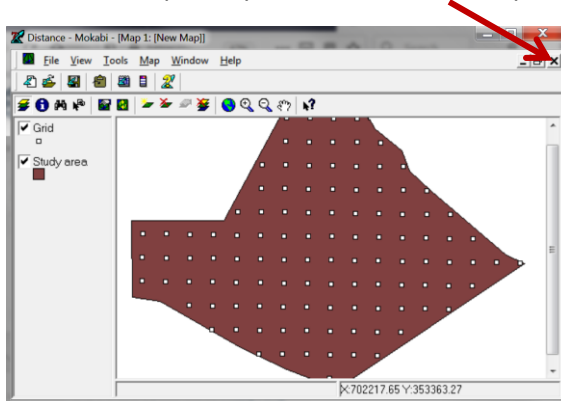 Distance - Mokabi - [Map 1: [New Map]]
File View Tools Map Window Help
Grid
Study area
X:702217.65 Y:353363.27